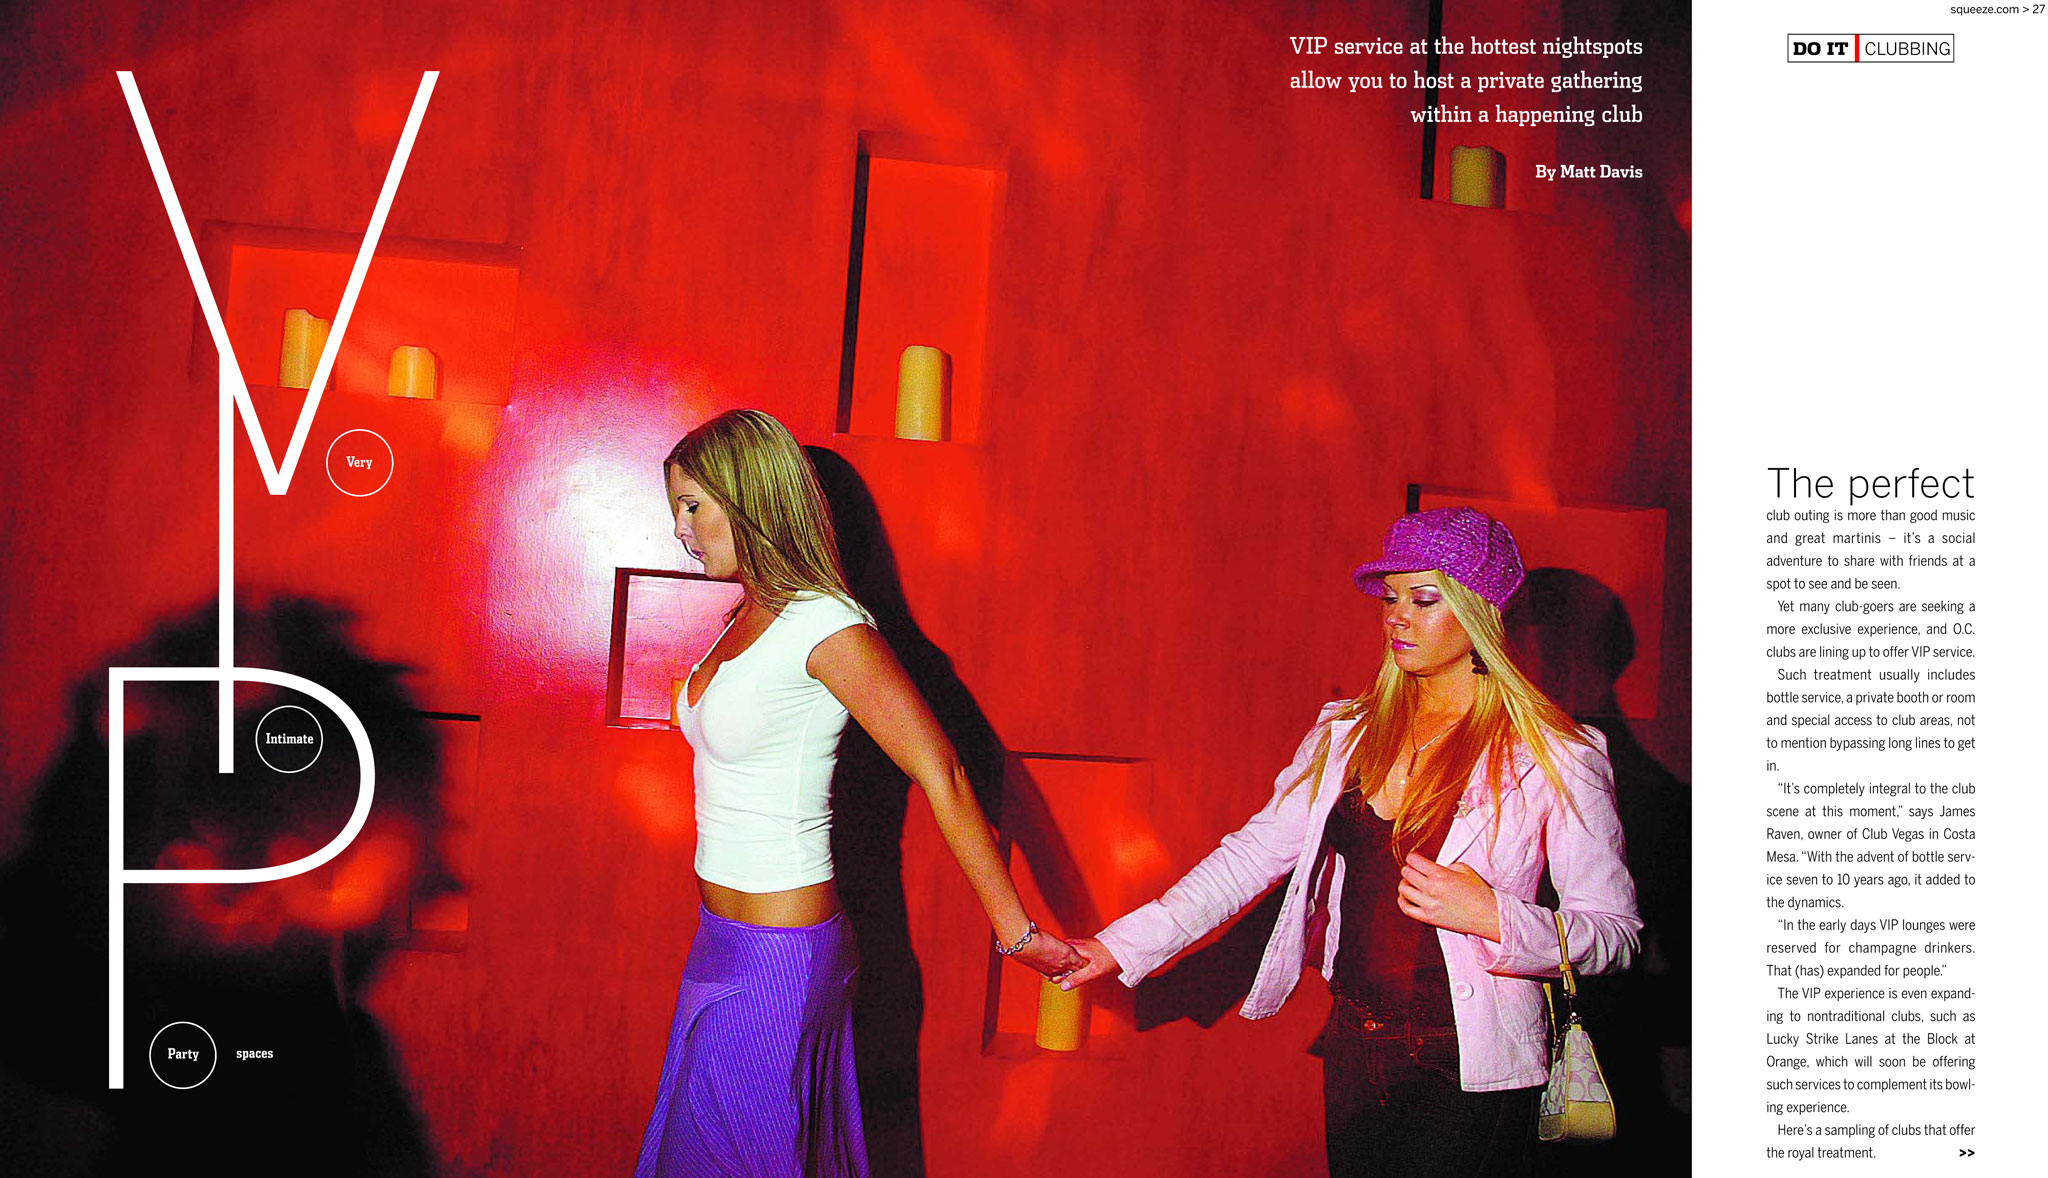 squeeze.com > 27
DO IT | CLUBBING
VIP
Very
Intimate
Party spaces
VIP service at the hottest nightspots
allow you to host a private gathering
within a happening club
By Matt Davis
The perfect
club outing is more than good music
and great martinis – it's a social
adventure to share with friends at a
spot to see and be seen.
Yet many club-goers are seeking a
more exclusive experience, and O.C.
clubs are lining up to offer VIP service.
Such treatment usually includes
bottle service, a private booth or room
and special access to club areas, not
to mention bypassing long lines to get
in.
“It's completely integral to the club
scene at this moment,” says James
Raven, owner of Club Vegas in Costa
Mesa. “With the advent of bottle serv-
ice seven to 10 years ago, it added to
the dynamics.
“In the early days VIP lounges were
reserved for champagne drinkers.
That (has) expanded for people.”
The VIP experience is even expand-
ing to nontraditional clubs, such as
Lucky Strike Lanes at the Block at
Orange, which will soon be offering
such services to complement its bowl-
ing experience.
Here's a sampling of clubs that offer
the royal treatment. >>